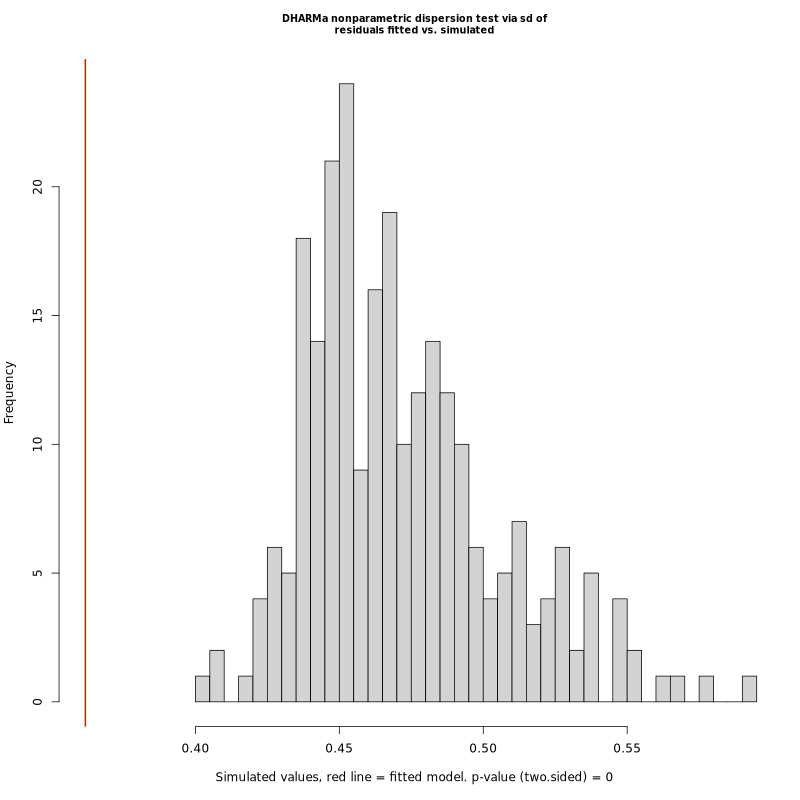 DHARMa nonparametric dispersion test via sd of
residuals fitted vs. simulated
Frequency
20
15
10
5
0
0.40 0.45 0.50 0.55
Simulated values, red line = fitted model. p-value (two.sided) = 0